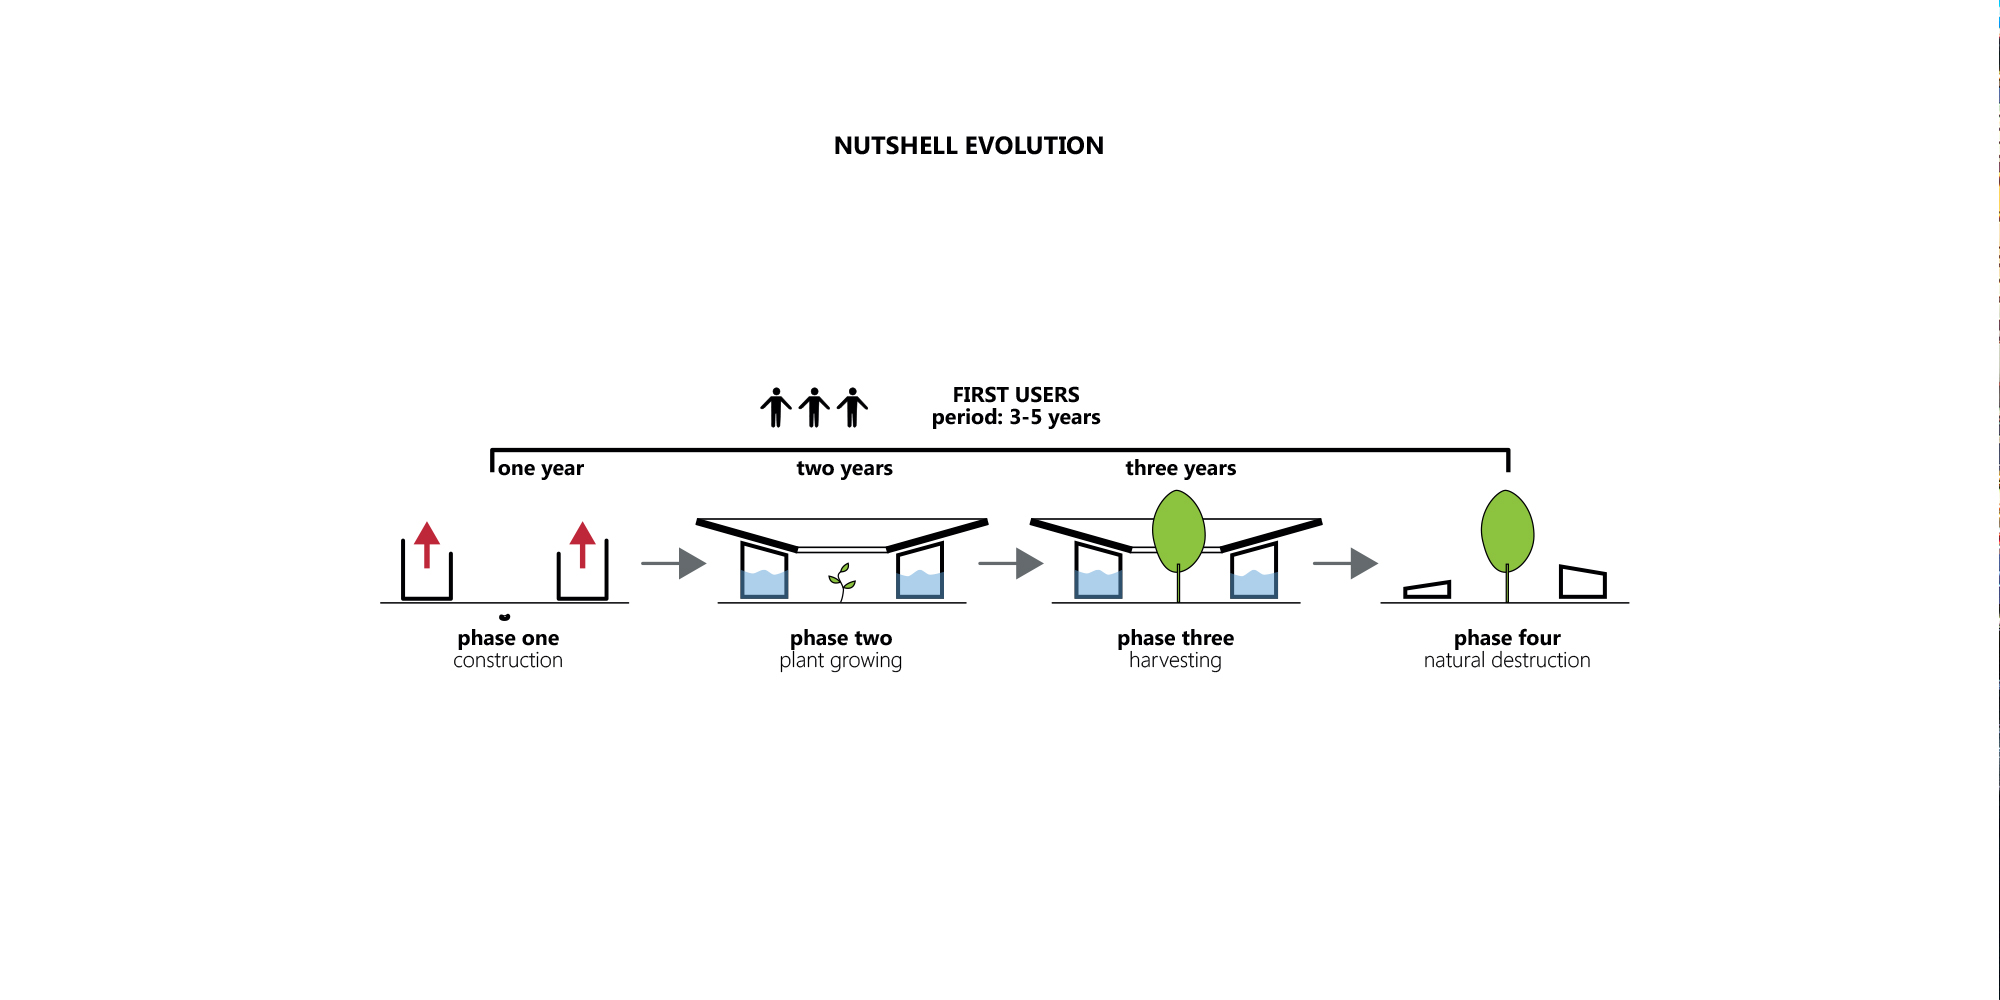 NUTSHELL EVOLUTION
FIRST USERS
period: 3-5 years
one year
two years
three years
phase one
construction
phase two
plant growing
phase three
harvesting
phase four
natural destruction